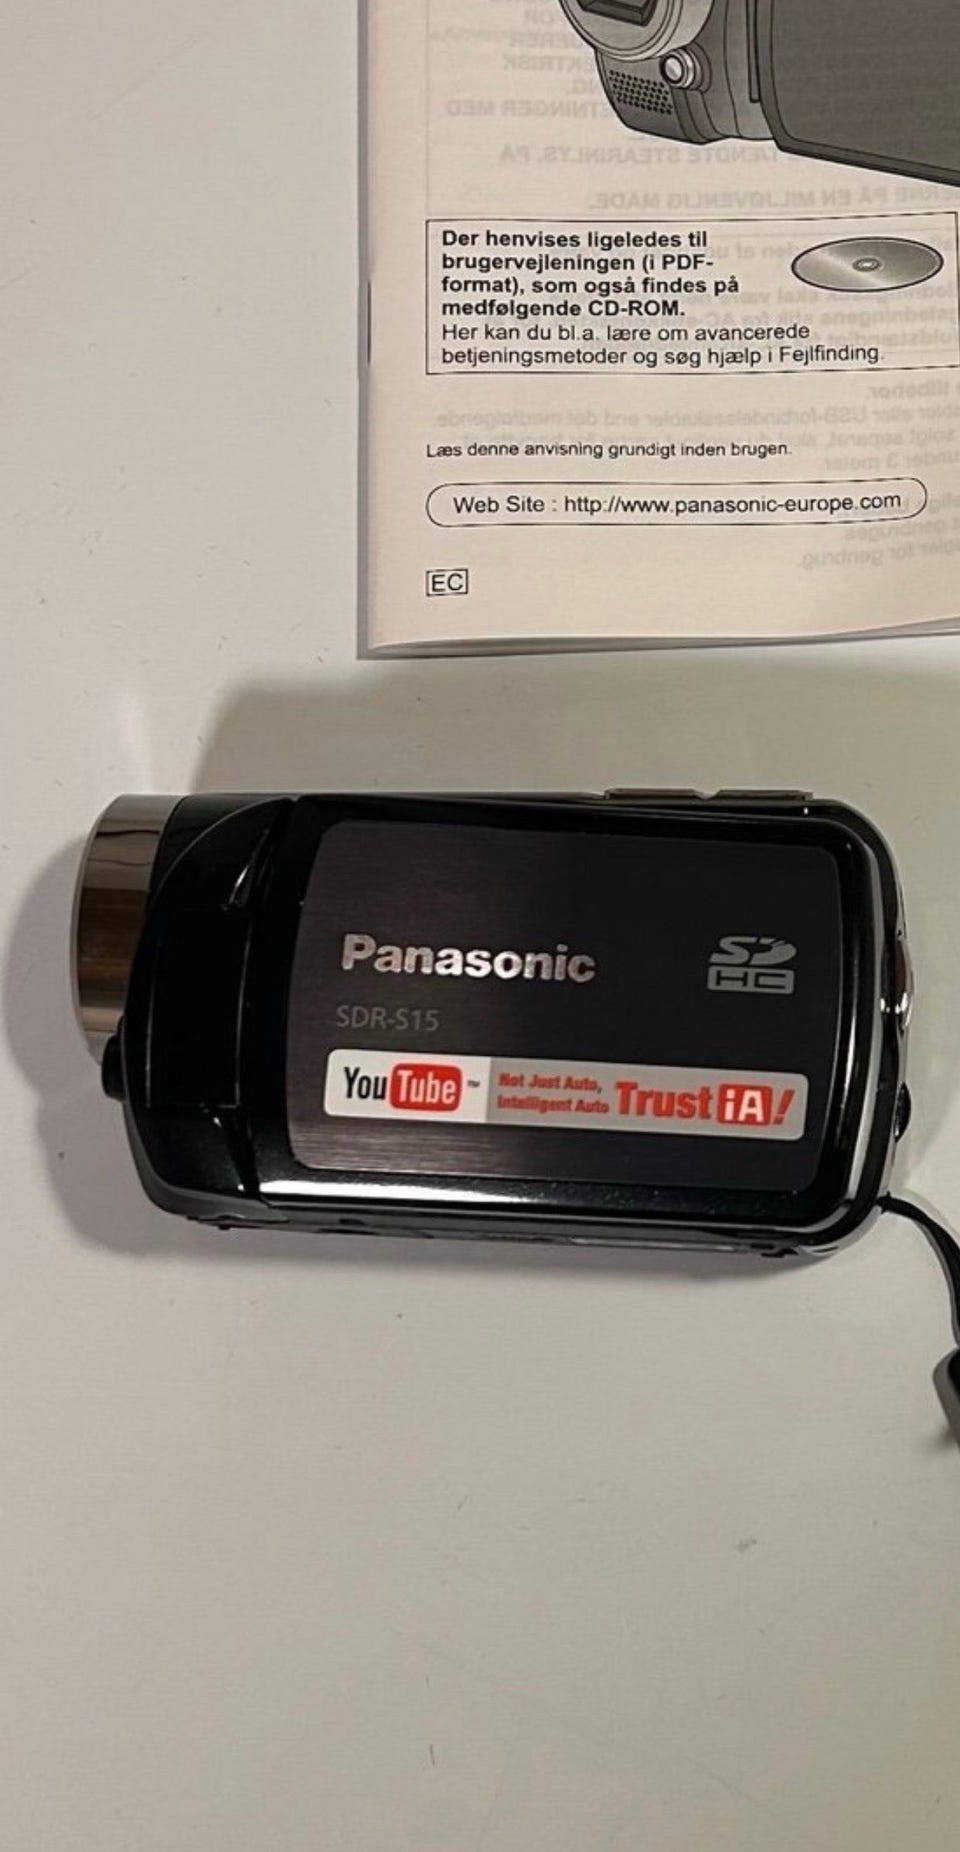 Der henvises ligeledes til
brugervejleningen (i PDF-
format), som også findes på
medfølgende CD-ROM.
Her kan du bl.a. lære om avancerede
betjeningsmetoder og søg hjælp i Fejlfinding.
Læs denne anvisning grundigt inden brugen.
Web Site : http://www.panasonic-europe.com
EC
Panasonic
SD
HC
SDR-S15
YouTube ™
Not Just Auto,
Intelligent Auto
Trust iA!